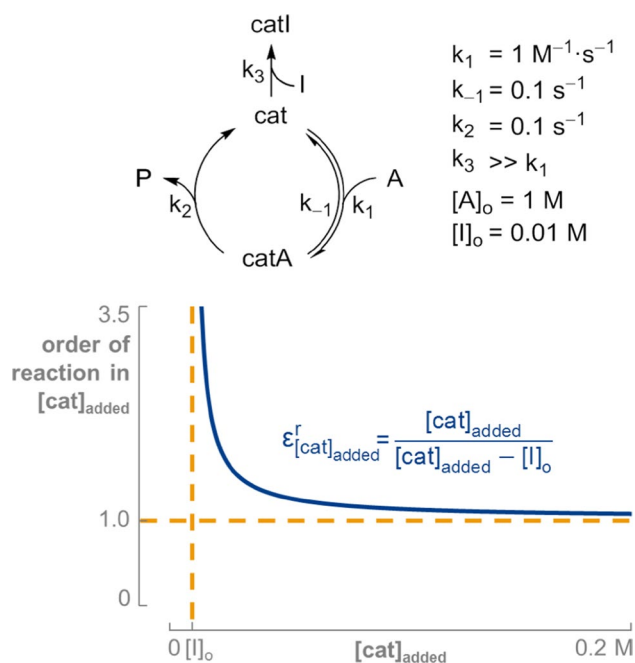 catI
k₃
I
cat
P
k₂
k₋₁
k₁
A
catA
k₁ = 1 M⁻¹·s⁻¹
k₋₁ = 0.1 s⁻¹
k₂ = 0.1 s⁻¹
k₃ >> k₁
[A]ₒ = 1 M
[I]ₒ = 0.01 M
3.5
order of
reaction in
[cat]added
1.0
0
εʳ[cat]added = [cat]added / ([cat]added − [I]ₒ)
0 [I]ₒ [cat]added 0.2 M